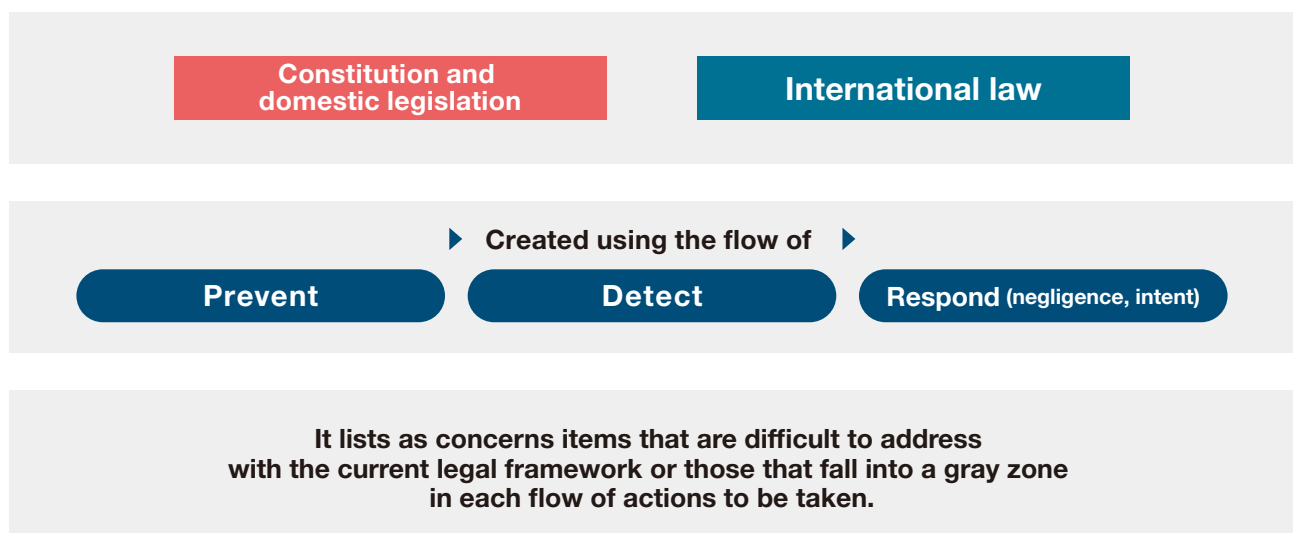 Constitution and
domestic legislation
International law
Created using the flow of
Prevent
Detect
Respond (negligence, intent)
It lists as concerns items that are difficult to address
with the current legal framework or those that fall into a gray zone
in each flow of actions to be taken.